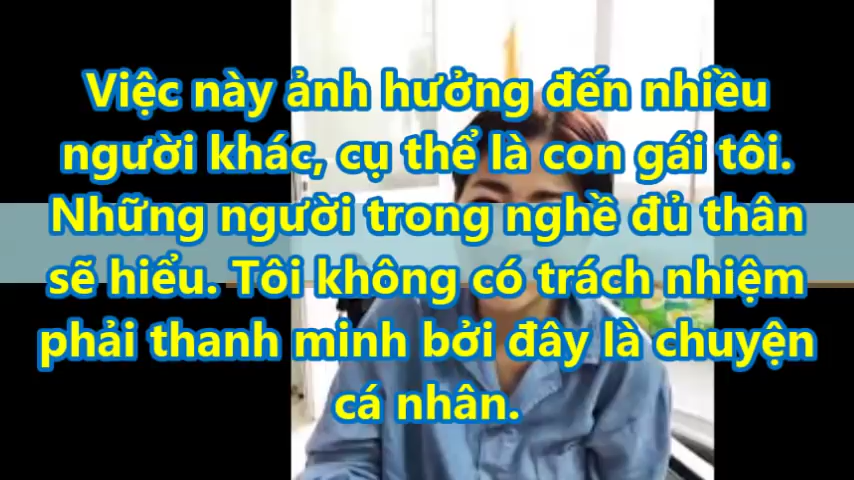 Việc này ảnh hưởng đến nhiều
người khác, cụ thể là con gái tôi.
Những người trong nghề đủ thân
sẽ hiểu. Tôi không có trách nhiệm
phải thanh minh bởi đây là chuyện
cá nhân.